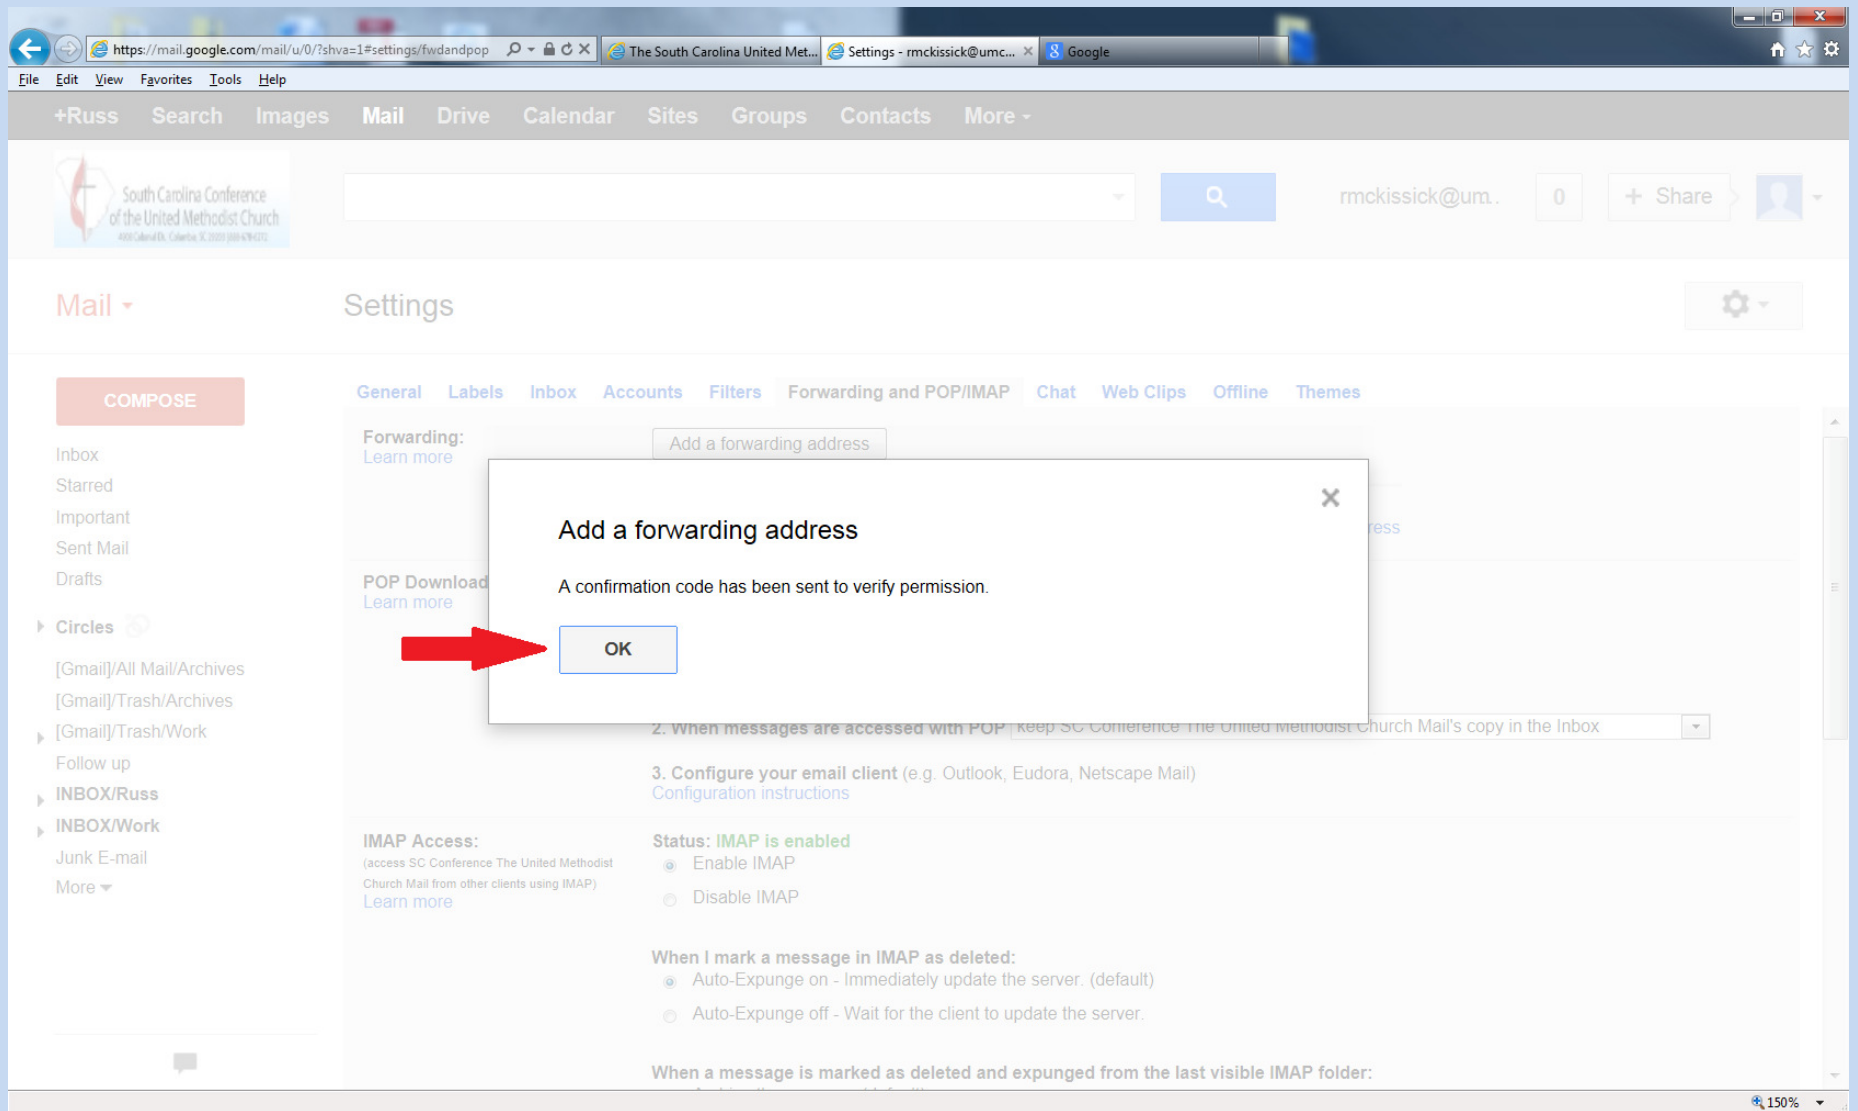 https://mail.google.com/mail/u/0/?shva=1#settings/fwdandpop
The South Carolina United Met...
Settings - rmckissick@umc...
Google
File Edit View Favorites Tools Help
+Russ Search Images Mail Drive Calendar Sites Groups Contacts More
South Carolina Conference
of the United Methodist Church
rmckissick@um..
0
+ Share
Mail
Settings
COMPOSE
Inbox
Starred
Important
Sent Mail
Drafts
Circles
[Gmail]/All Mail/Archives
[Gmail]/Trash/Archives
[Gmail]/Trash/Work
Follow up
INBOX/Russ
INBOX/Work
Junk E-mail
More
General Labels Inbox Accounts Filters Forwarding and POP/IMAP Chat Web Clips Offline Themes
Forwarding:
Learn more
Add a forwarding address
ress
Add a forwarding address
A confirmation code has been sent to verify permission.
OK
POP Download
Learn more
2. When messages are accessed with POP keep SC Conference The United Methodist Church Mail's copy in the Inbox
3. Configure your email client (e.g. Outlook, Eudora, Netscape Mail)
Configuration instructions
IMAP Access:
(access SC Conference The United Methodist
Church Mail from other clients using IMAP)
Learn more
Status: IMAP is enabled
Enable IMAP
Disable IMAP
When I mark a message in IMAP as deleted:
Auto-Expunge on - Immediately update the server. (default)
Auto-Expunge off - Wait for the client to update the server.
When a message is marked as deleted and expunged from the last visible IMAP folder:
150%